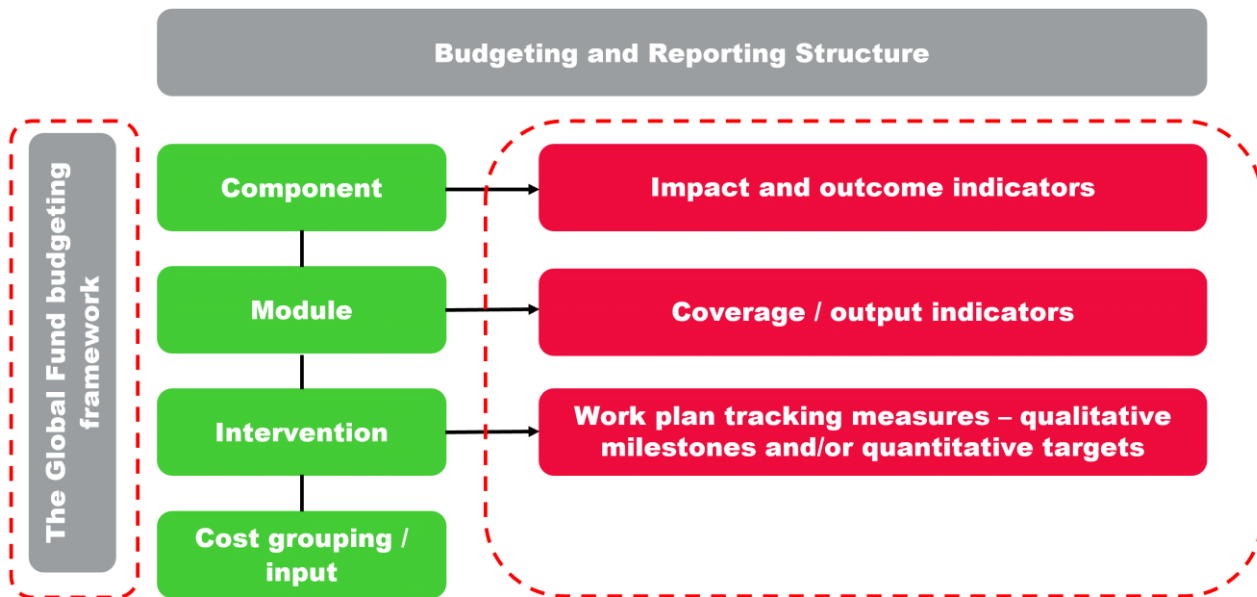 Budgeting and Reporting Structure
The Global Fund budgeting
framework
Component
Impact and outcome indicators
Module
Coverage / output indicators
Intervention
Work plan tracking measures – qualitative
milestones and/or quantitative targets
Cost grouping /
input